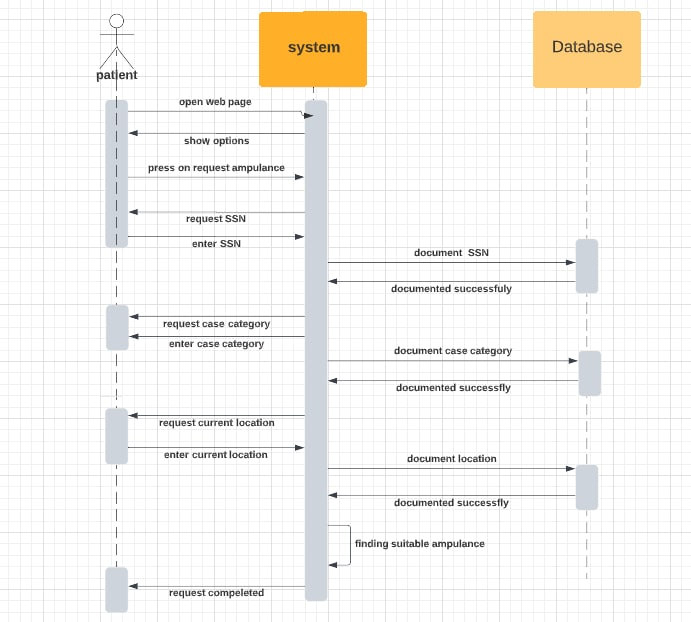 patient
system
Database
open web page
show options
press on request ampulance
request SSN
enter SSN
document  SSN
documented successfuly
request case category
enter case category
document case category
documented successfly
request current location
enter current location
document location
documented successfly
finding suitable ampulance
request compeleted